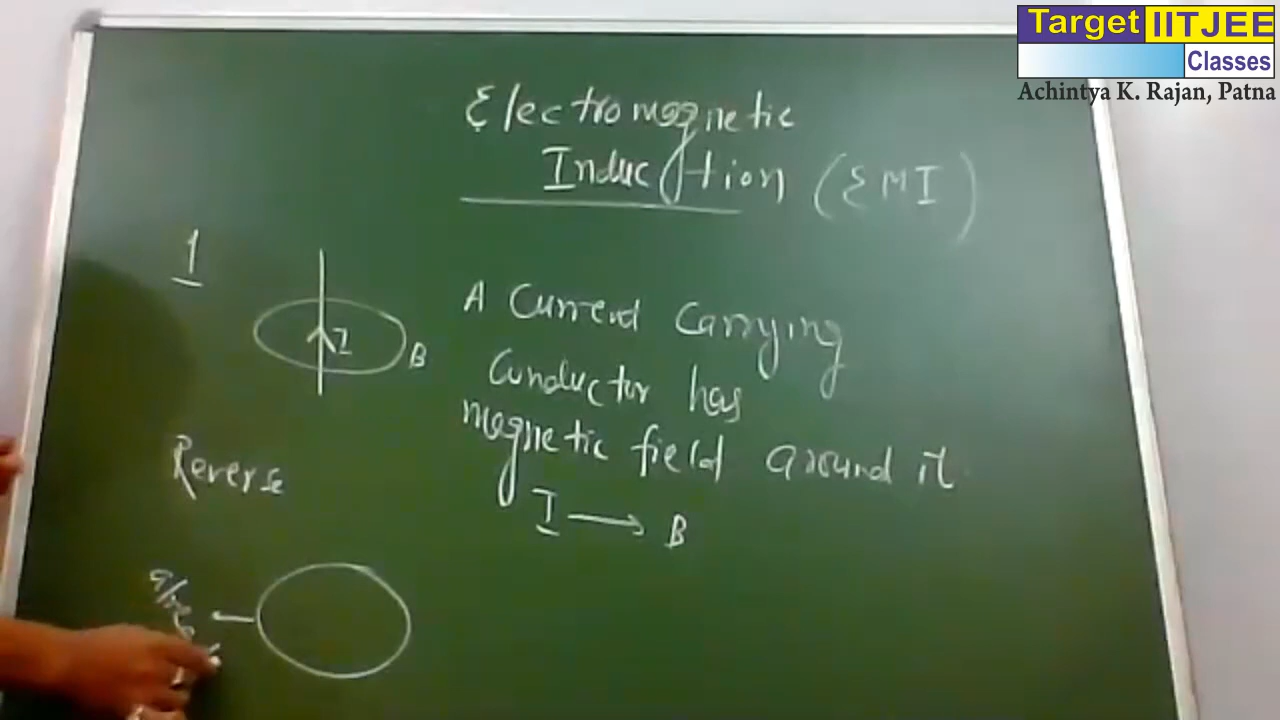 Target IITJEE
Classes
Achintya K. Rajan, Patna
Electromagnetic
Induction (EMI)
1
I
B
A Current Carrying
Conductor has
magnetic field around it
I → B
Reverse